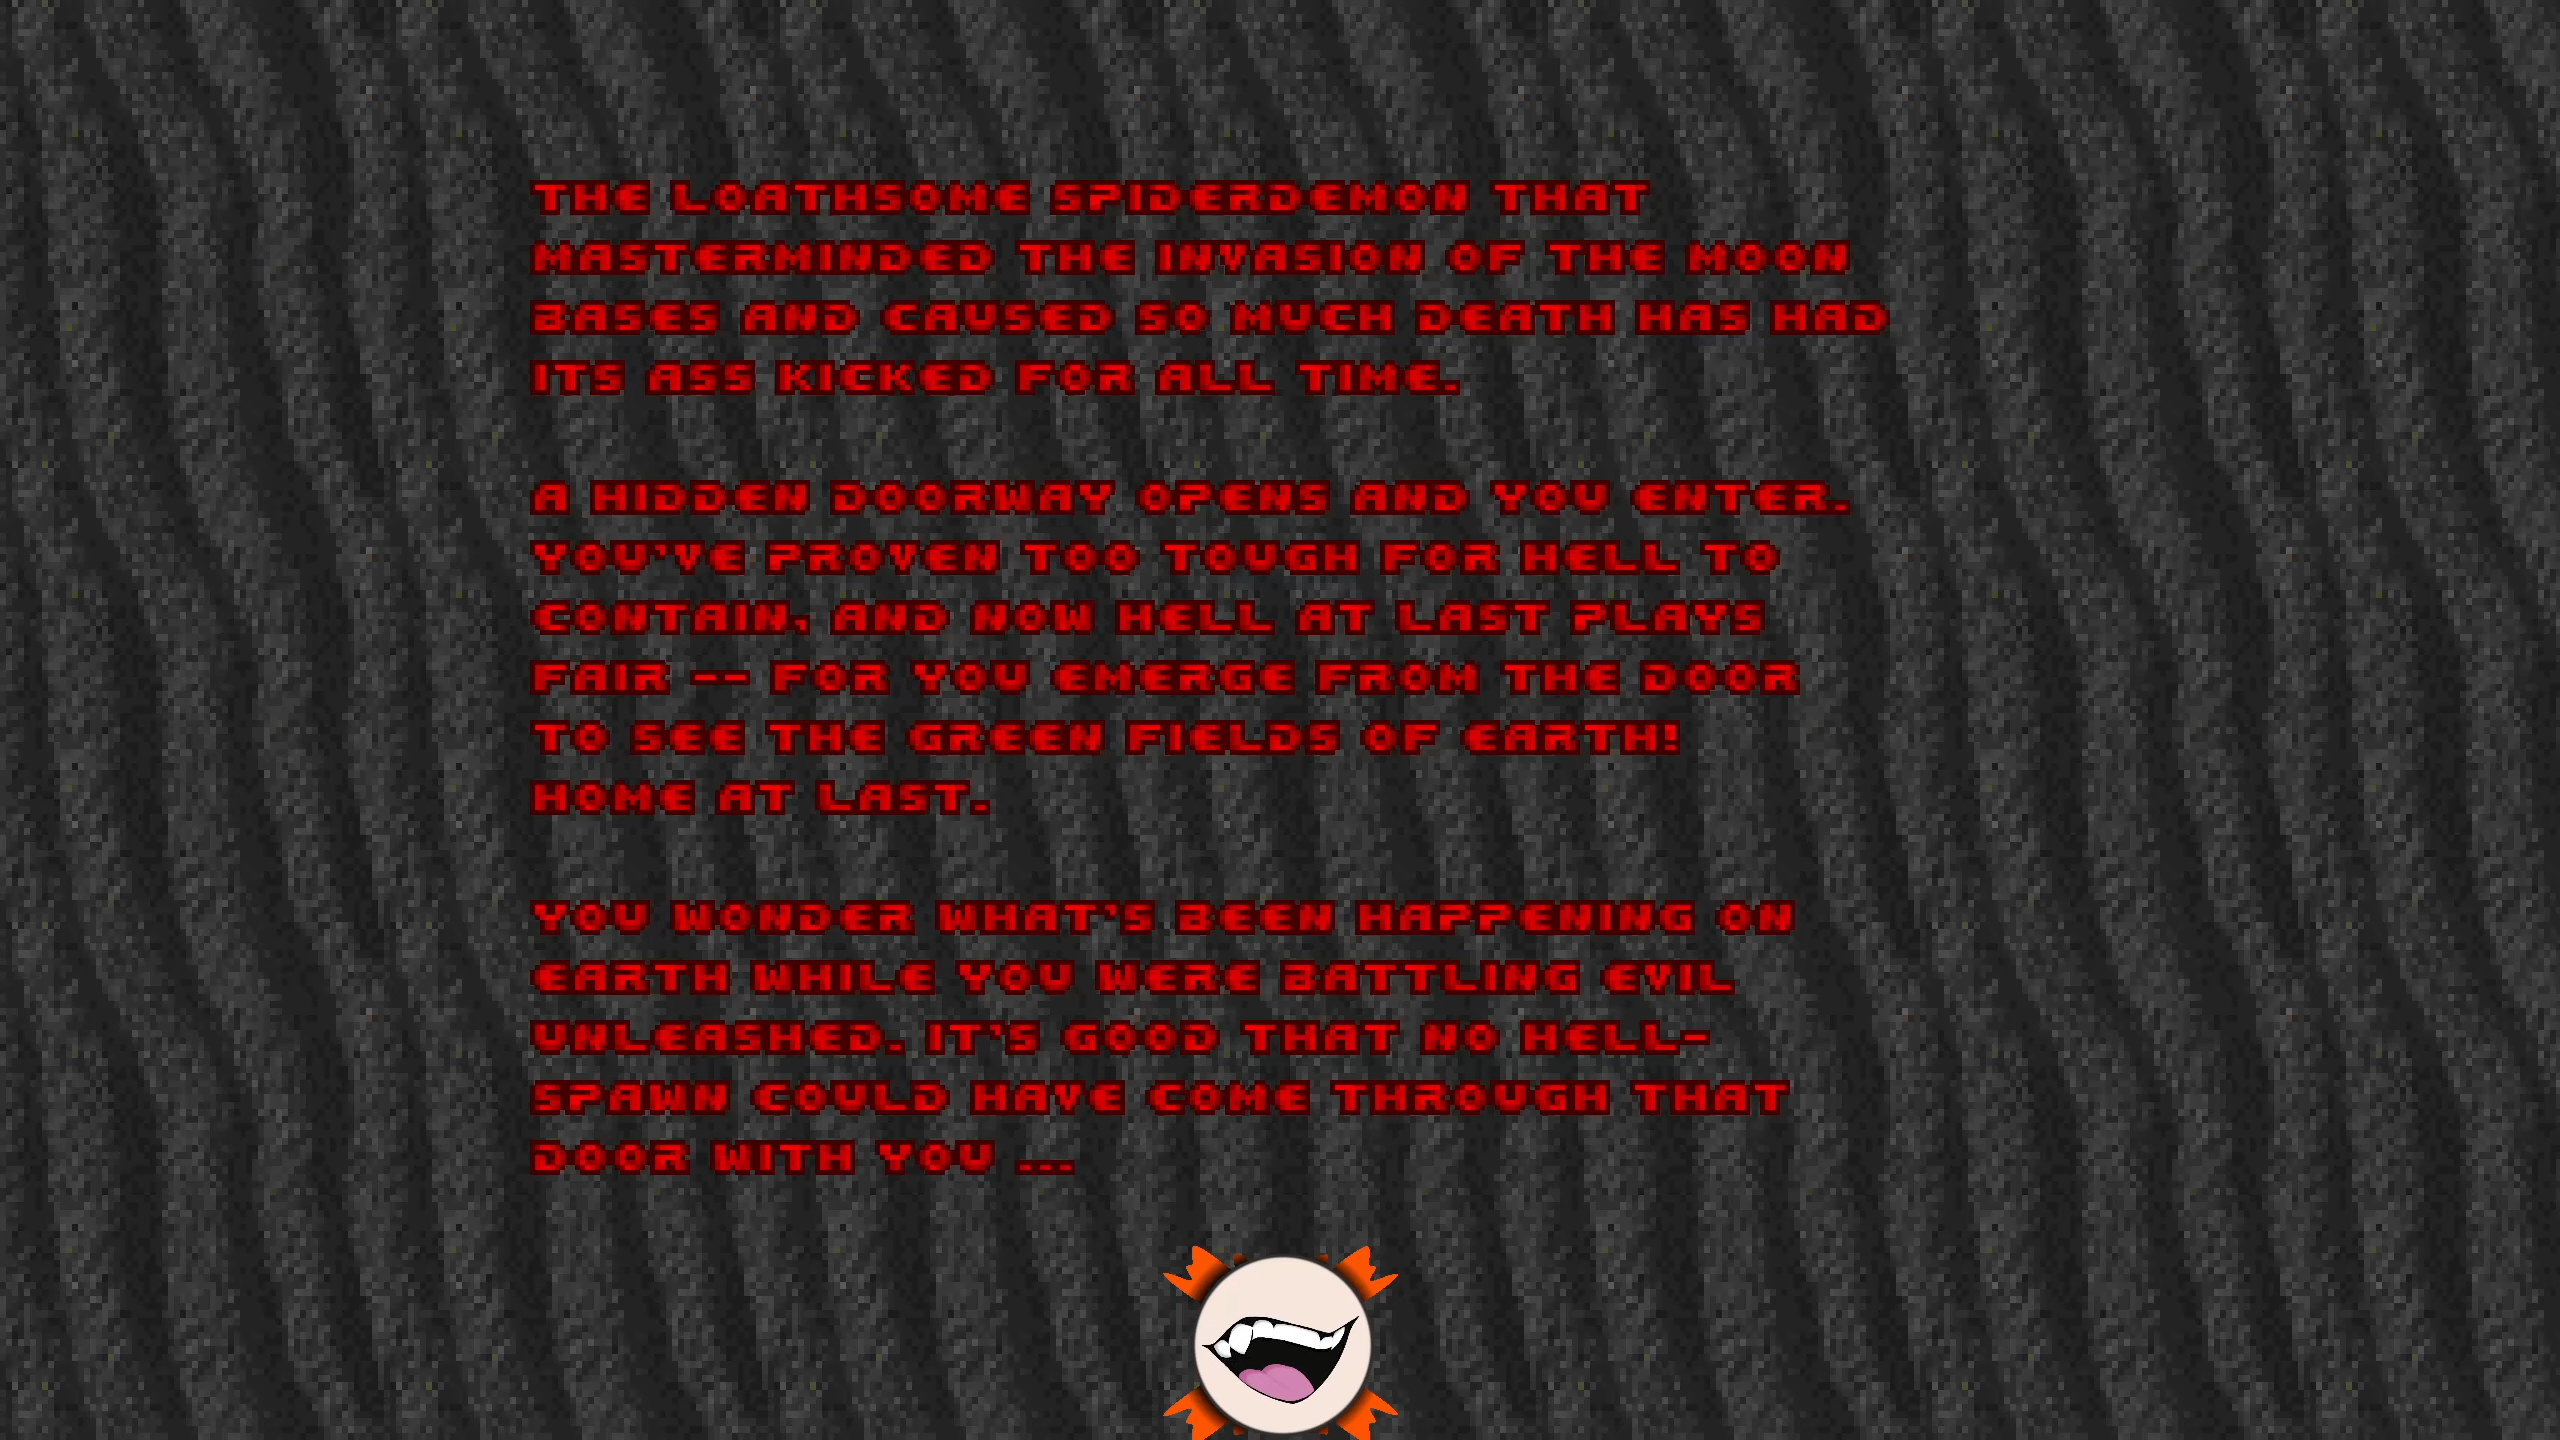 THE LOATHSOME SPIDERDEMON THAT
MASTERMINDED THE INVASION OF THE MOON
BASES AND CAUSED SO MUCH DEATH HAS HAD
ITS ASS KICKED FOR ALL TIME.
A HIDDEN DOORWAY OPENS AND YOU ENTER.
YOU'VE PROVEN TOO TOUGH FOR HELL TO
CONTAIN, AND NOW HELL AT LAST PLAYS
FAIR -- FOR YOU EMERGE FROM THE DOOR
TO SEE THE GREEN FIELDS OF EARTH!
HOME AT LAST.
YOU WONDER WHAT'S BEEN HAPPENING ON
EARTH WHILE YOU WERE BATTLING EVIL
UNLEASHED. IT'S GOOD THAT NO HELL-
SPAWN COULD HAVE COME THROUGH THAT
DOOR WITH YOU ...